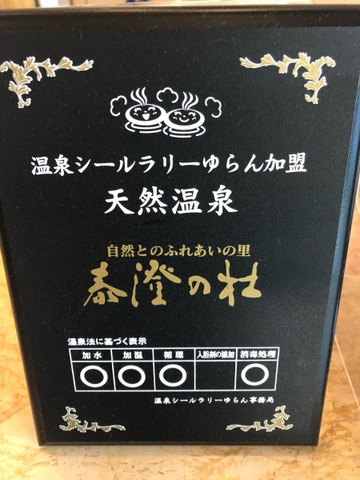 温泉シールラリーゆらん加盟
天然温泉
自然とのふれあいの里
泰澄の杜
温泉法に基づく表示
加水 加温 循環 入浴剤の添加 消毒処理
○ ○ ○ ○
温泉シールラリーゆらん事務局